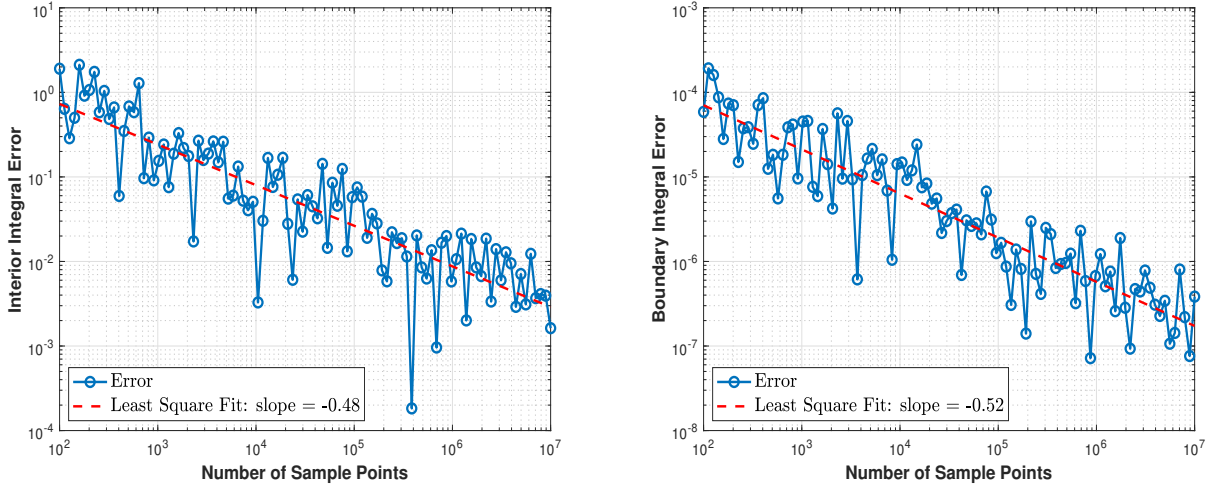 10^1
10^0
10^-1
10^-2
10^-3
10^-4
Interior Integral Error
Error
Least Square Fit: slope = -0.48
10^2 10^3 10^4 10^5 10^6 10^7
Number of Sample Points
10^-3
10^-4
10^-5
10^-6
10^-7
10^-8
Boundary Integral Error
Error
Least Square Fit: slope = -0.52
10^2 10^3 10^4 10^5 10^6 10^7
Number of Sample Points